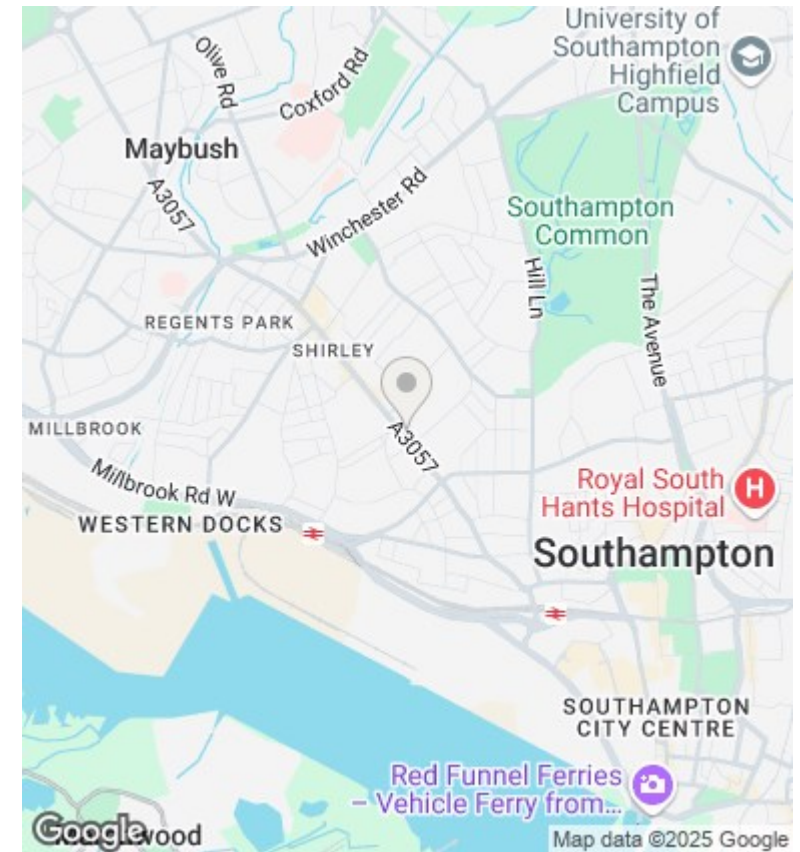 University of
Southampton
Highfield
Campus
Olive Rd
Coxford Rd
Maybush
A3057
Winchester Rd
Southampton
Common
Hill Ln
The Avenue
REGENTS PARK
SHIRLEY
MILLBROOK
A3057
Millbrook Rd W
Royal South
Hants Hospital
H
WESTERN DOCKS
Southampton
SOUTHAMPTON
CITY CENTRE
Red Funnel Ferries
– Vehicle Ferry from...
Google
wood
Map data ©2025 Google